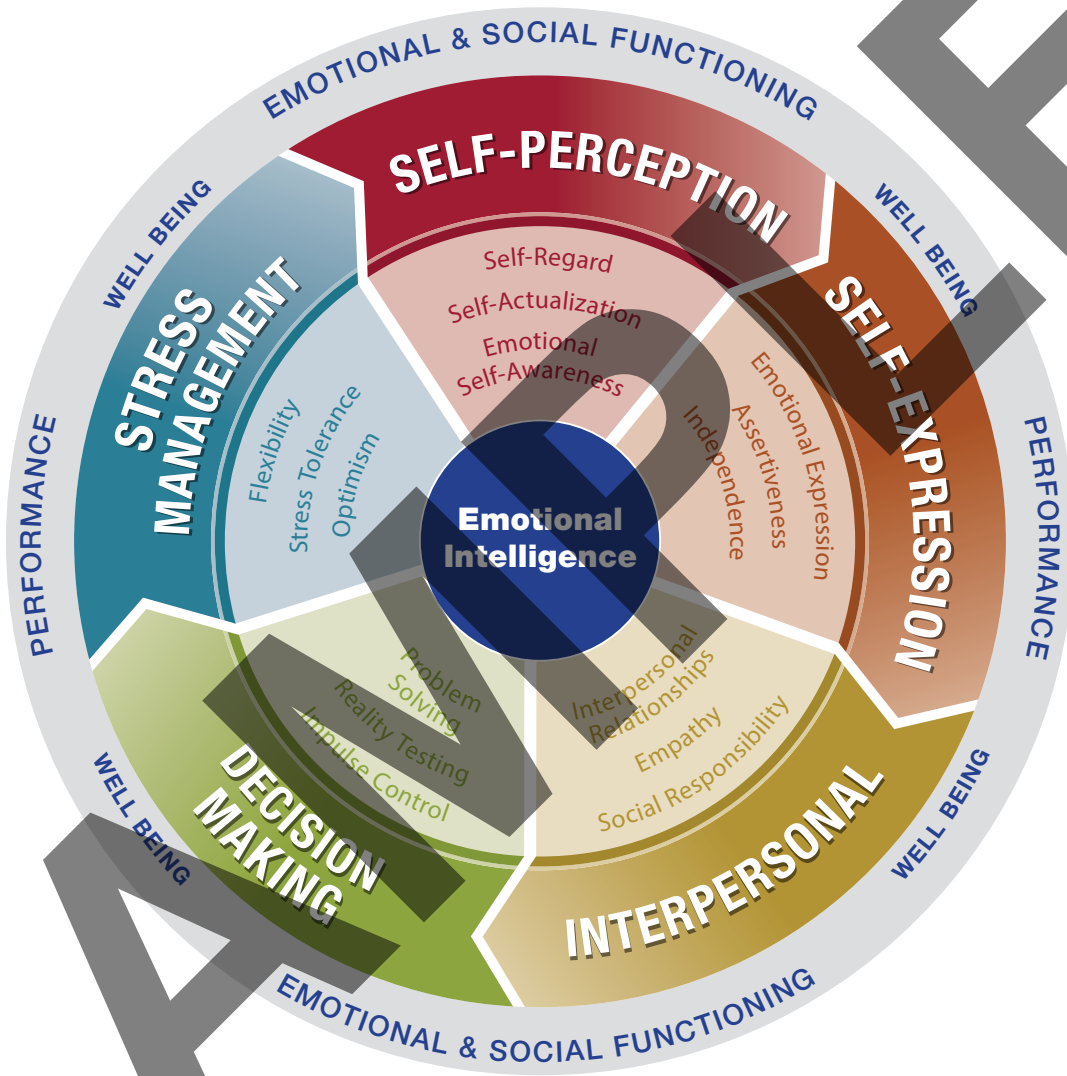 EMOTIONAL & SOCIAL FUNCTIONING
WELL BEING
WELL BEING
PERFORMANCE
PERFORMANCE
WELL BEING
WELL BEING
EMOTIONAL & SOCIAL FUNCTIONING
SELF-PERCEPTION
Self-Regard
Self-Actualization
Emotional
Self-Awareness
SELF-EXPRESSION
Emotional Expression
Assertiveness
Independence
INTERPERSONAL
Interpersonal
Relationships
Empathy
Social Responsibility
DECISION
MAKING
Problem
Solving
Reality Testing
Impulse Control
STRESS
MANAGEMENT
Flexibility
Stress Tolerance
Optimism
Emotional
Intelligence